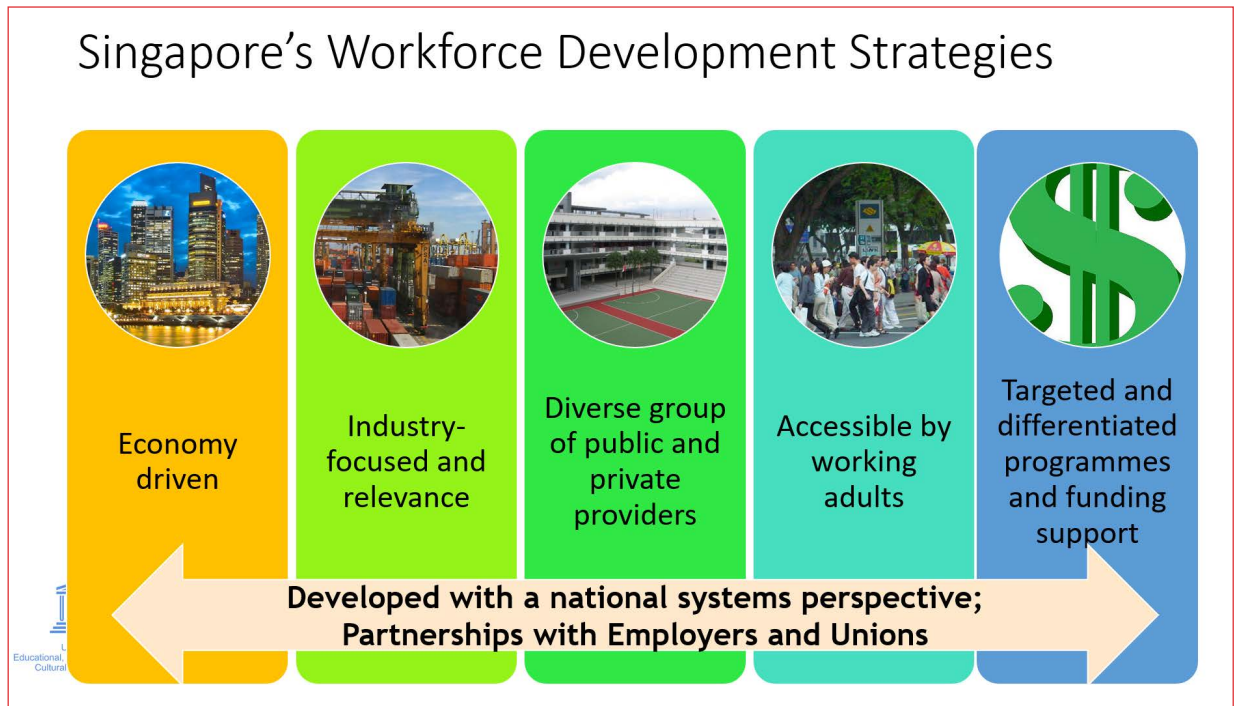 Singapore’s Workforce Development Strategies
Economy
driven
Industry-
focused and
relevance
Diverse group
of public and
private
providers
Accessible by
working
adults
Targeted and
differentiated
programmes
and funding
support
Developed with a national systems perspective;
Partnerships with Employers and Unions
Educational,
Cultural